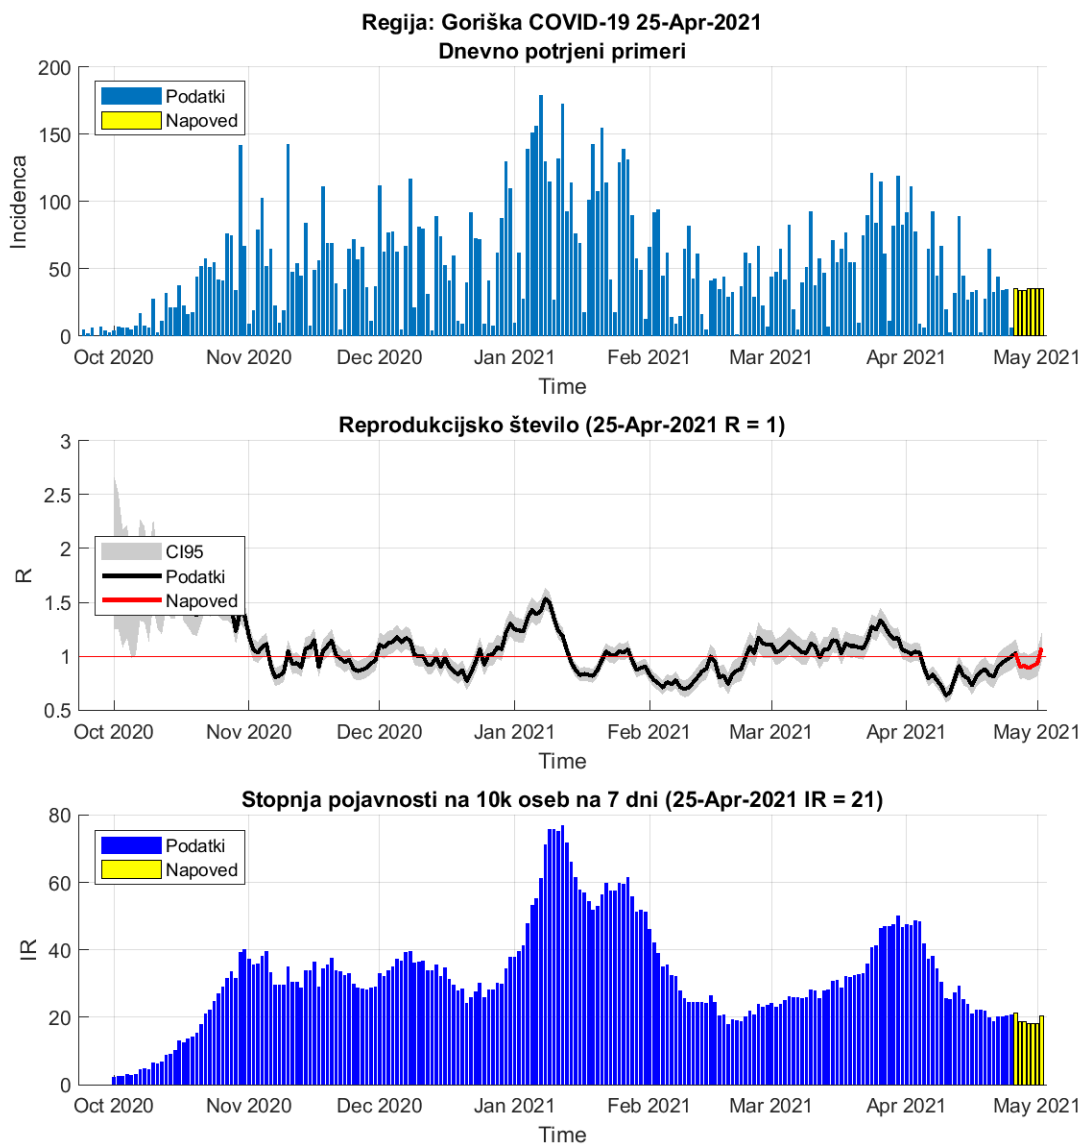 Regija: Goriška COVID-19 25-Apr-2021
Dnevno potrjeni primeri
200
150
100
50
0
Incidenca
Podatki
Napoved
Oct 2020 Nov 2020 Dec 2020 Jan 2021 Feb 2021 Mar 2021 Apr 2021 May 2021
Time
Reprodukcijsko število (25-Apr-2021 R = 1)
3
2.5
2
1.5
1
0.5
R
CI95
Podatki
Napoved
Oct 2020 Nov 2020 Dec 2020 Jan 2021 Feb 2021 Mar 2021 Apr 2021 May 2021
Time
Stopnja pojavnosti na 10k oseb na 7 dni (25-Apr-2021 IR = 21)
80
60
40
20
0
IR
Podatki
Napoved
Oct 2020 Nov 2020 Dec 2020 Jan 2021 Feb 2021 Mar 2021 Apr 2021 May 2021
Time